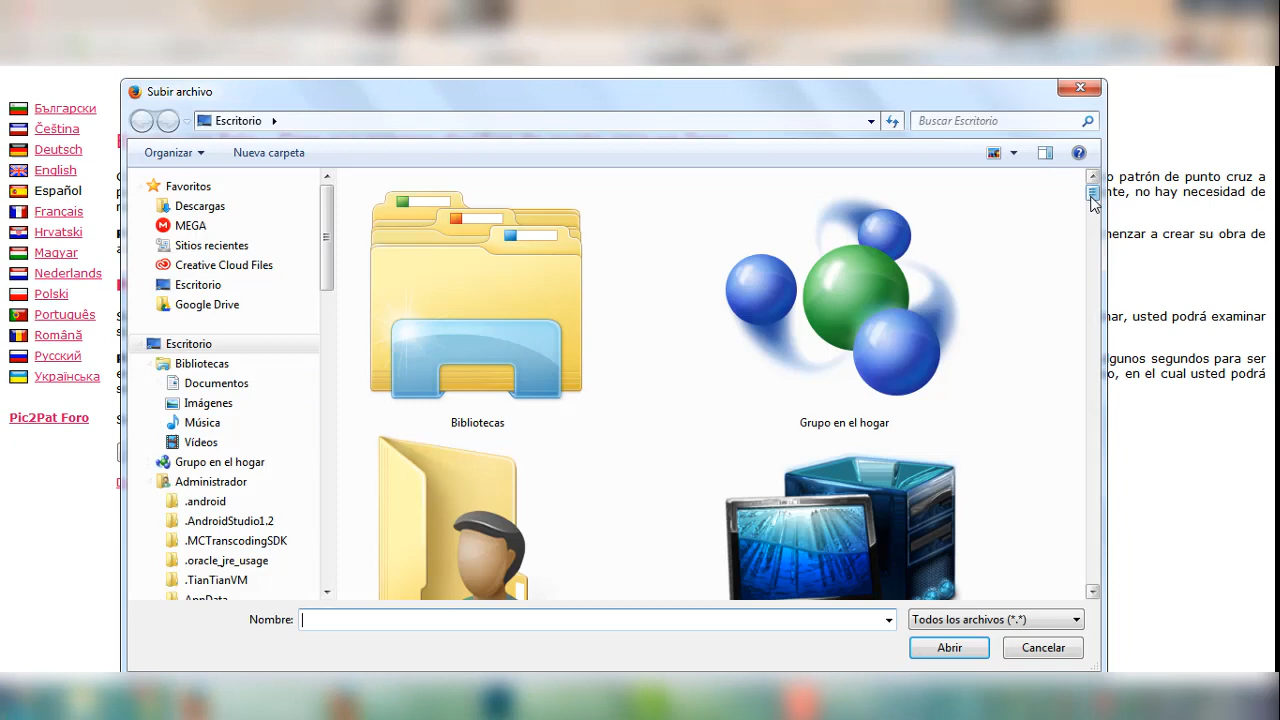 Subir archivo
Escritorio
Buscar Escritorio
Organizar
Nueva carpeta
Български
Čeština
Deutsch
English
Español
Francais
Hrvatski
Magyar
Nederlands
Polski
Português
Română
Русский
Українська
Pic2Pat Foro
Favoritos
Descargas
MEGA
Sitios recientes
Creative Cloud Files
Escritorio
Google Drive
Escritorio
Bibliotecas
Documentos
Imágenes
Música
Vídeos
Grupo en el hogar
Administrador
.android
.AndroidStudio1.2
.MCTranscodingSDK
.oracle_jre_usage
.TianTianVM
AppData
Bibliotecas
Grupo en el hogar
o patrón de punto cruz a
nte, no hay necesidad de
menzar a crear su obra de
nar, usted podrá examinar
lgunos segundos para ser
o, en el cual usted podrá
Nombre:
Todos los archivos (*.*)
Abrir
Cancelar